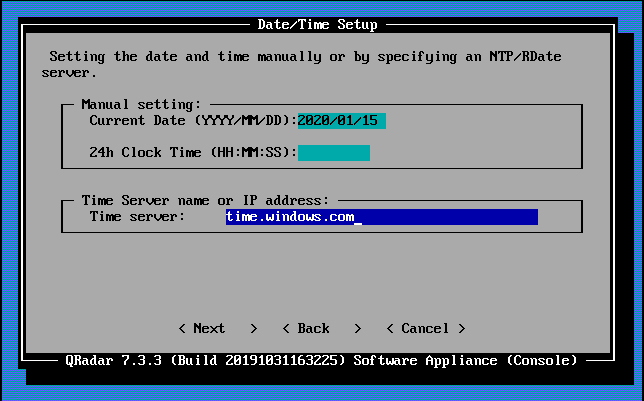 Date/Time Setup
Setting the date and time manually or by specifying an NTP/RDate
server.
Manual setting:
Current Date (YYYY/MM/DD):2020/01/15
24h Clock Time (HH:MM:SS):
Time Server name or IP address:
Time server: time.windows.com_
< Next > < Back > < Cancel >
QRadar 7.3.3 (Build 20191031163225) Software Appliance (Console)